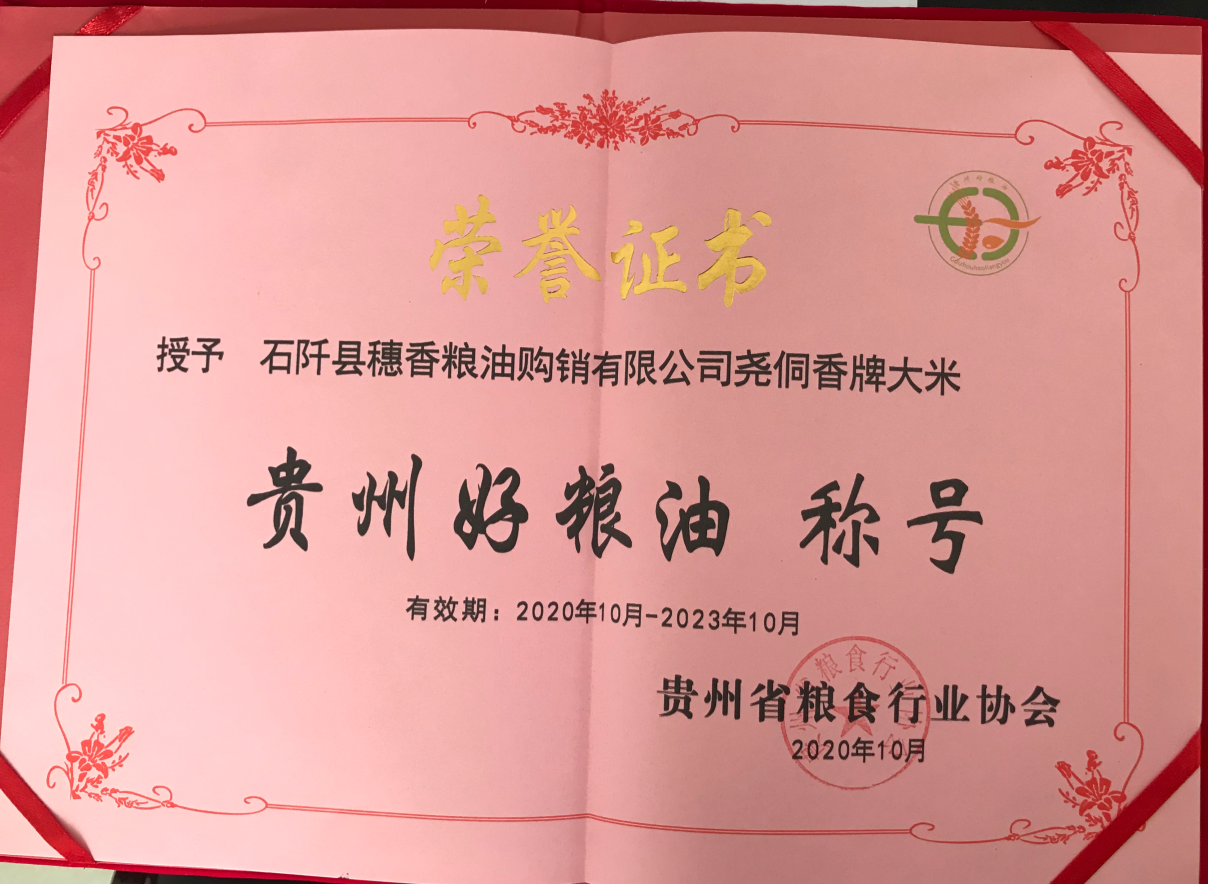 荣誉证书
授予 石阡县穗香粮油购销有限公司尧侗香牌大米
贵州好粮油 称号
有效期：2020年10月-2023年10月
贵州省粮食行业协会
2020年10月